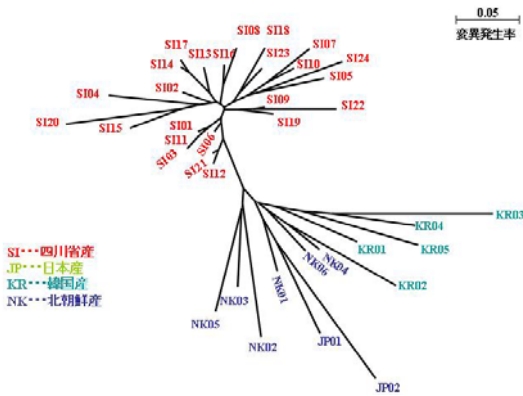 0.05
変異発生率
SI08
SI18
SI17
SI13
SI16
SI23
SI07
SI14
SI10
SI24
SI02
SI05
SI04
SI09
SI22
SI20
SI15
SI01
SI19
SI11
SI06
SI03
SI21
SI12
KR03
KR04
KR01
KR05
NK06
NK04
NK01
KR02
NK03
NK05
NK02
JP01
JP02
SI・・・四川省産
JP・・・日本産
KR・・・韓国産
NK・・・北朝鮮産